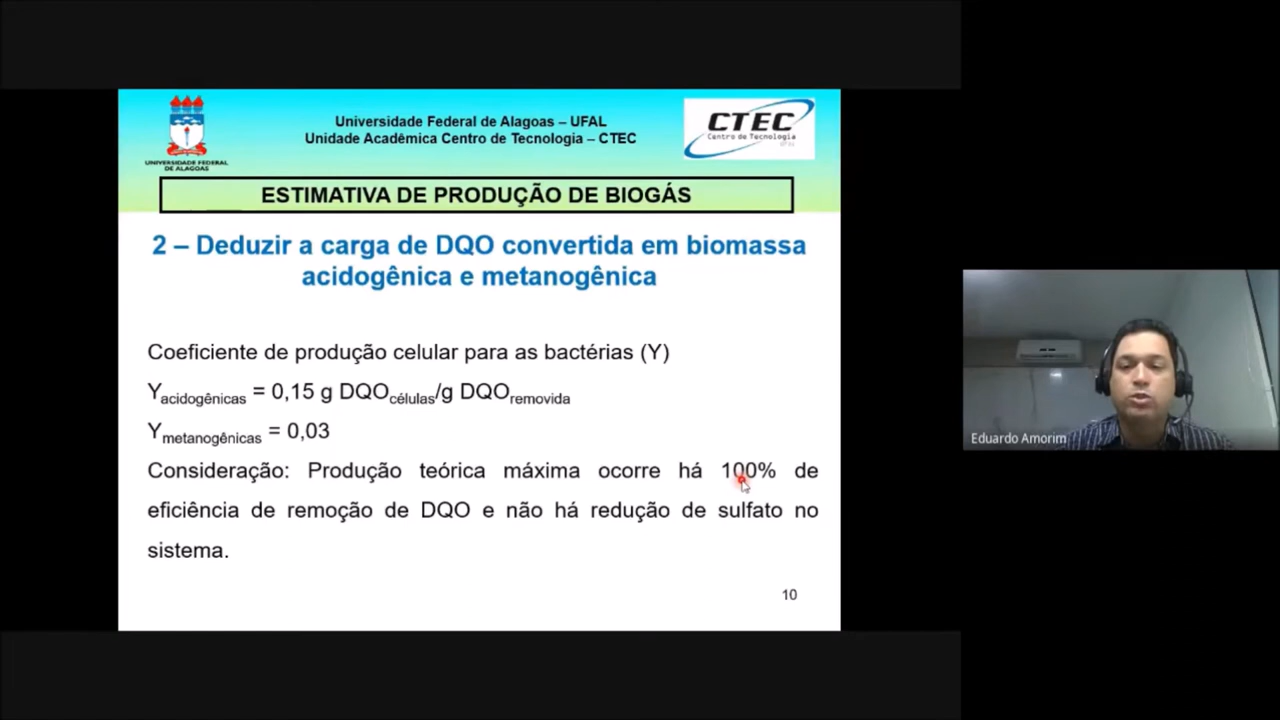 UNIVERSIDADE FEDERAL
DE ALAGOAS
Universidade Federal de Alagoas – UFAL
Unidade Acadêmica Centro de Tecnologia – CTEC
CTEC
Centro de Tecnologia
UFAL
ESTIMATIVA DE PRODUÇÃO DE BIOGÁS
2 – Deduzir a carga de DQO convertida em biomassa
acidogênica e metanogênica
Coeficiente de produção celular para as bactérias (Y)
Yacidogênicas = 0,15 g DQOcélulas/g DQOremovida
Ymetanogênicas = 0,03
Consideração: Produção teórica máxima ocorre há 100% de
eficiência de remoção de DQO e não há redução de sulfato no
sistema.
10
Eduardo Amorim